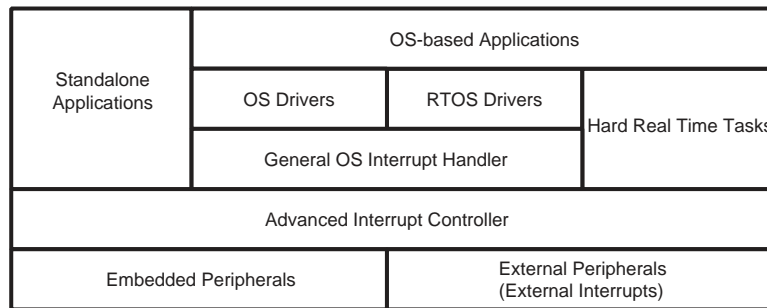 OS-based Applications
Standalone
Applications
OS Drivers
RTOS Drivers
Hard Real Time Tasks
General OS Interrupt Handler
Advanced Interrupt Controller
Embedded Peripherals
External Peripherals
(External Interrupts)